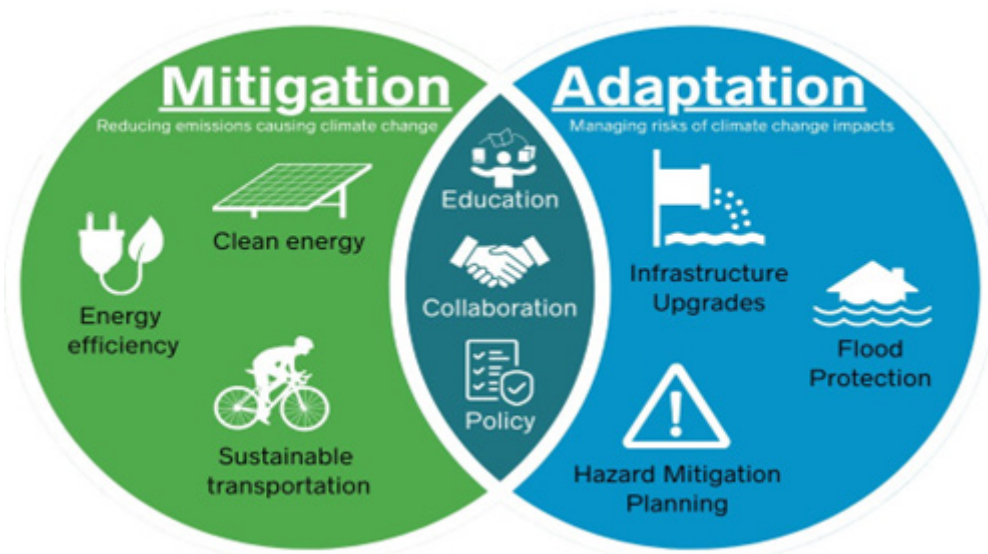 Mitigation
Reducing emissions causing climate change
Clean energy
Energy
efficiency
Sustainable
transportation
Education
Collaboration
Policy
Adaptation
Managing risks of climate change impacts
Infrastructure
Upgrades
Flood
Protection
Hazard Mitigation
Planning